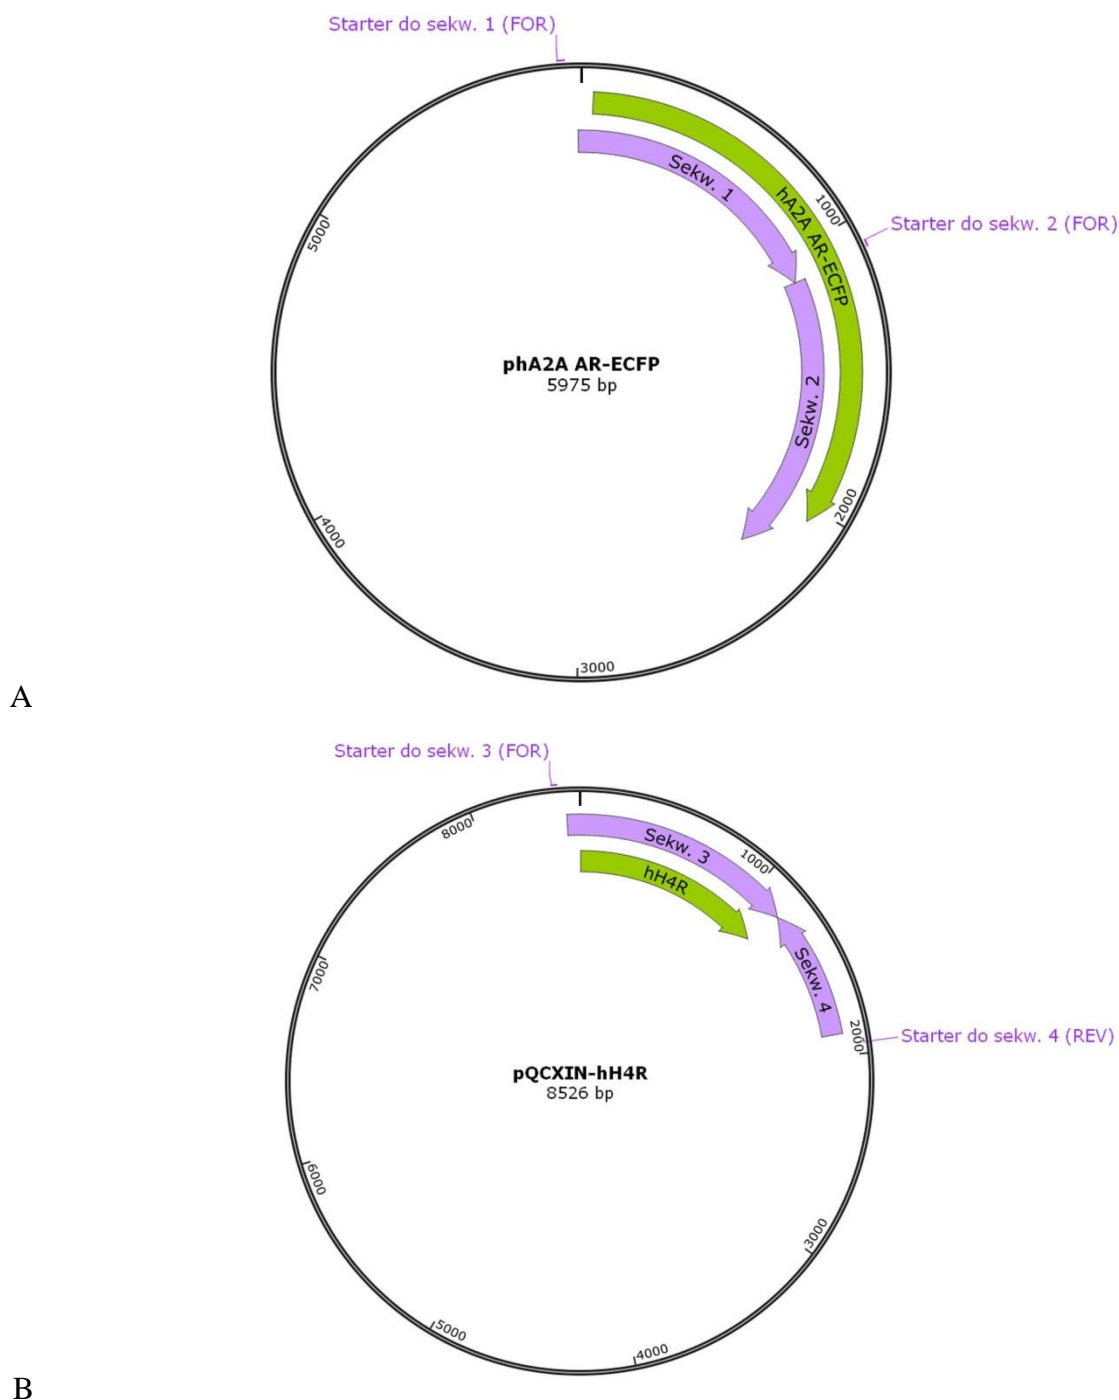 Starter do sekw. 1 (FOR)
Sekw. 1
hA2A AR-ECFP
1000
Starter do sekw. 2 (FOR)
5000
phA2A AR-ECFP
5975 bp
Sekw. 2
2000
4000
3000
A
Starter do sekw. 3 (FOR)
8000
Sekw. 3
1000
hH4R
7000
Sekw. 4
2000
Starter do sekw. 4 (REV)
pQCXIN-hH4R
8526 bp
6000
3000
5000
4000
B